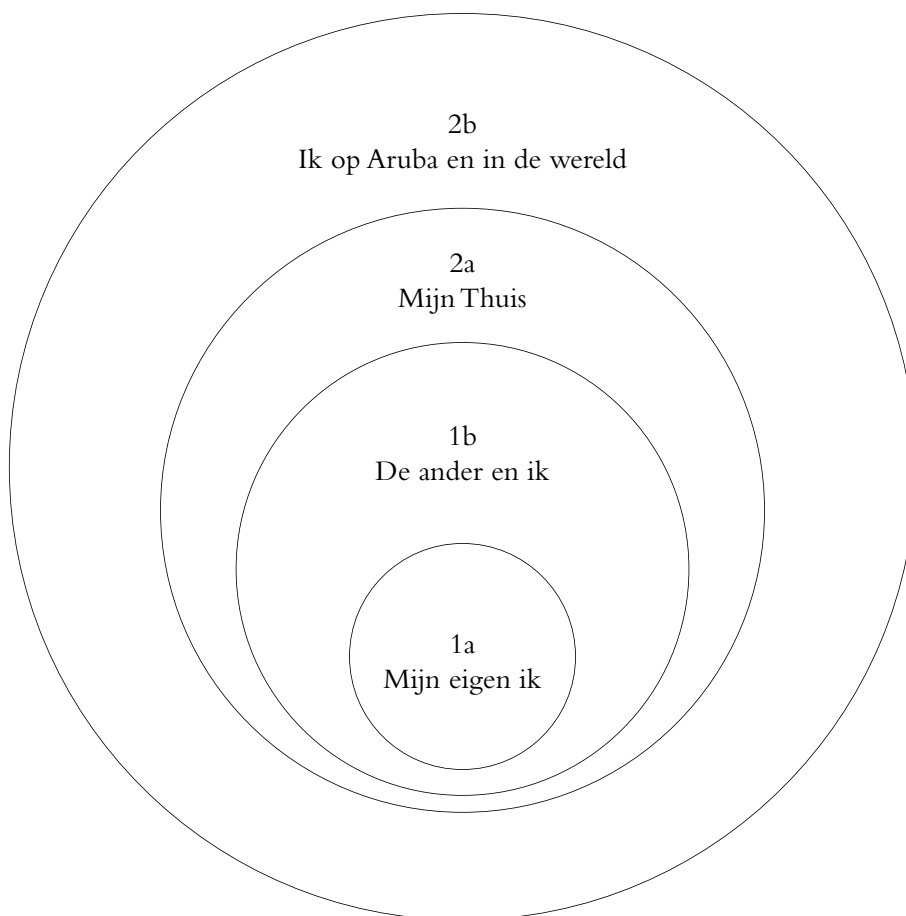 2b
Ik op Aruba en in de wereld
2a
Mijn Thuis
1b
De ander en ik
1a
Mijn eigen ik